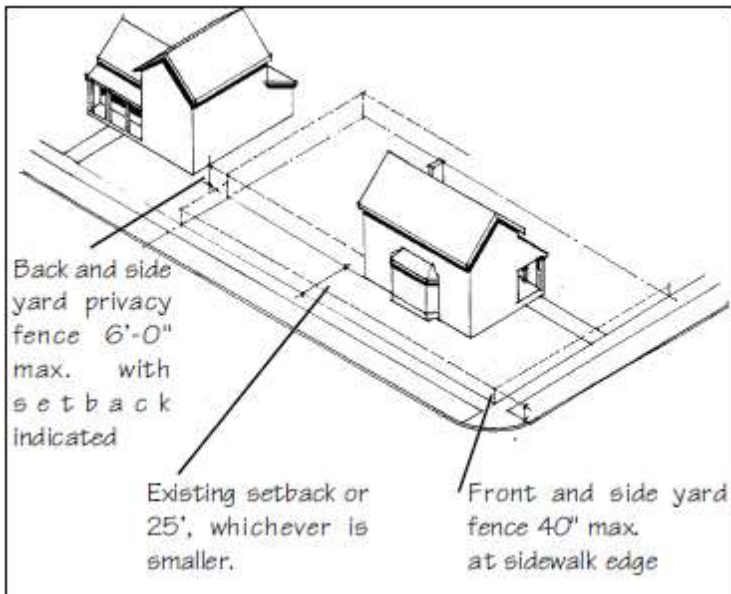 Back and side
yard privacy
fence 6'-0"
max. with
setback
indicated
Existing setback or
25', whichever is
smaller.
Front and side yard
fence 40" max.
at sidewalk edge